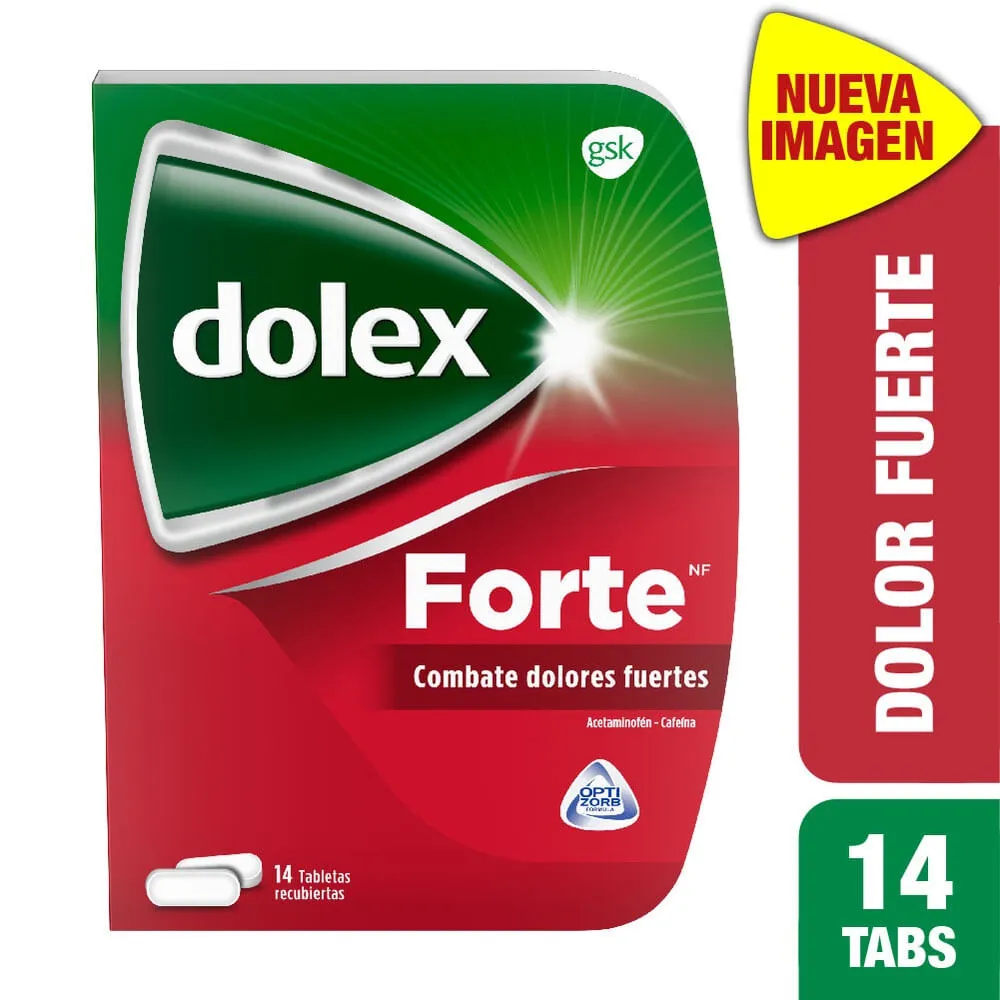 gsk
dolex
Forte NF
Combate dolores fuertes
Acetaminofén - Cafeína
OPTI
ZORB
FORMULA
14 Tabletas
recubiertas
NUEVA
IMAGEN
DOLOR FUERTE
14
TABS